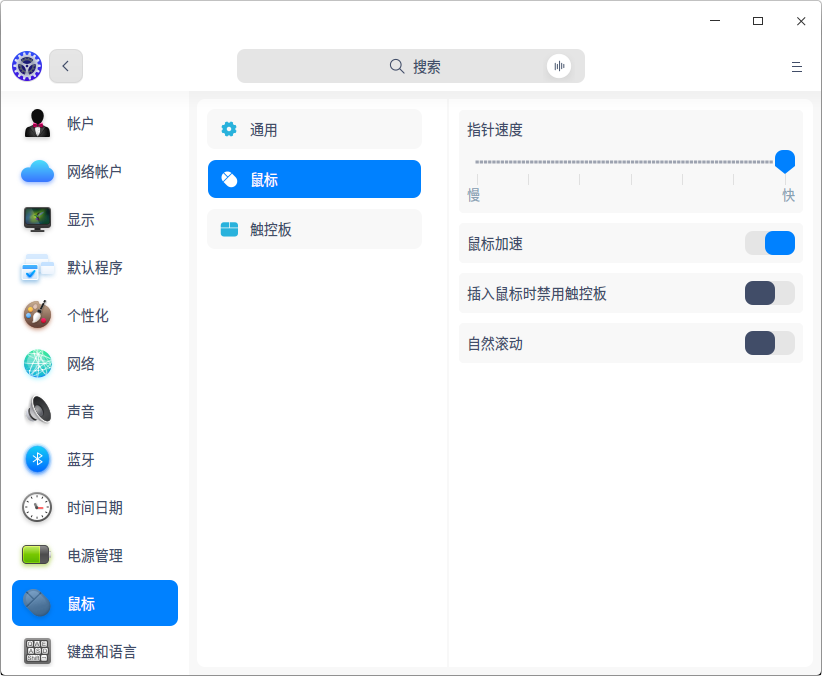 搜索
帐户
网络帐户
显示
默认程序
个性化
网络
声音
蓝牙
时间日期
电源管理
鼠标
键盘和语言
通用
鼠标
触控板
指针速度
慢 快
鼠标加速
插入鼠标时禁用触控板
自然滚动